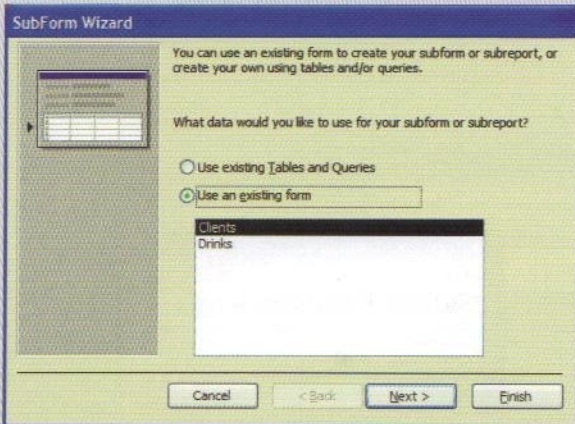 SubForm Wizard
You can use an existing form to create your subform or subreport, or
create your own using tables and/or queries.
What data would you like to use for your subform or subreport?
Use existing Tables and Queries
Use an existing form
Clients
Drinks
Cancel
< Back
Next >
Finish